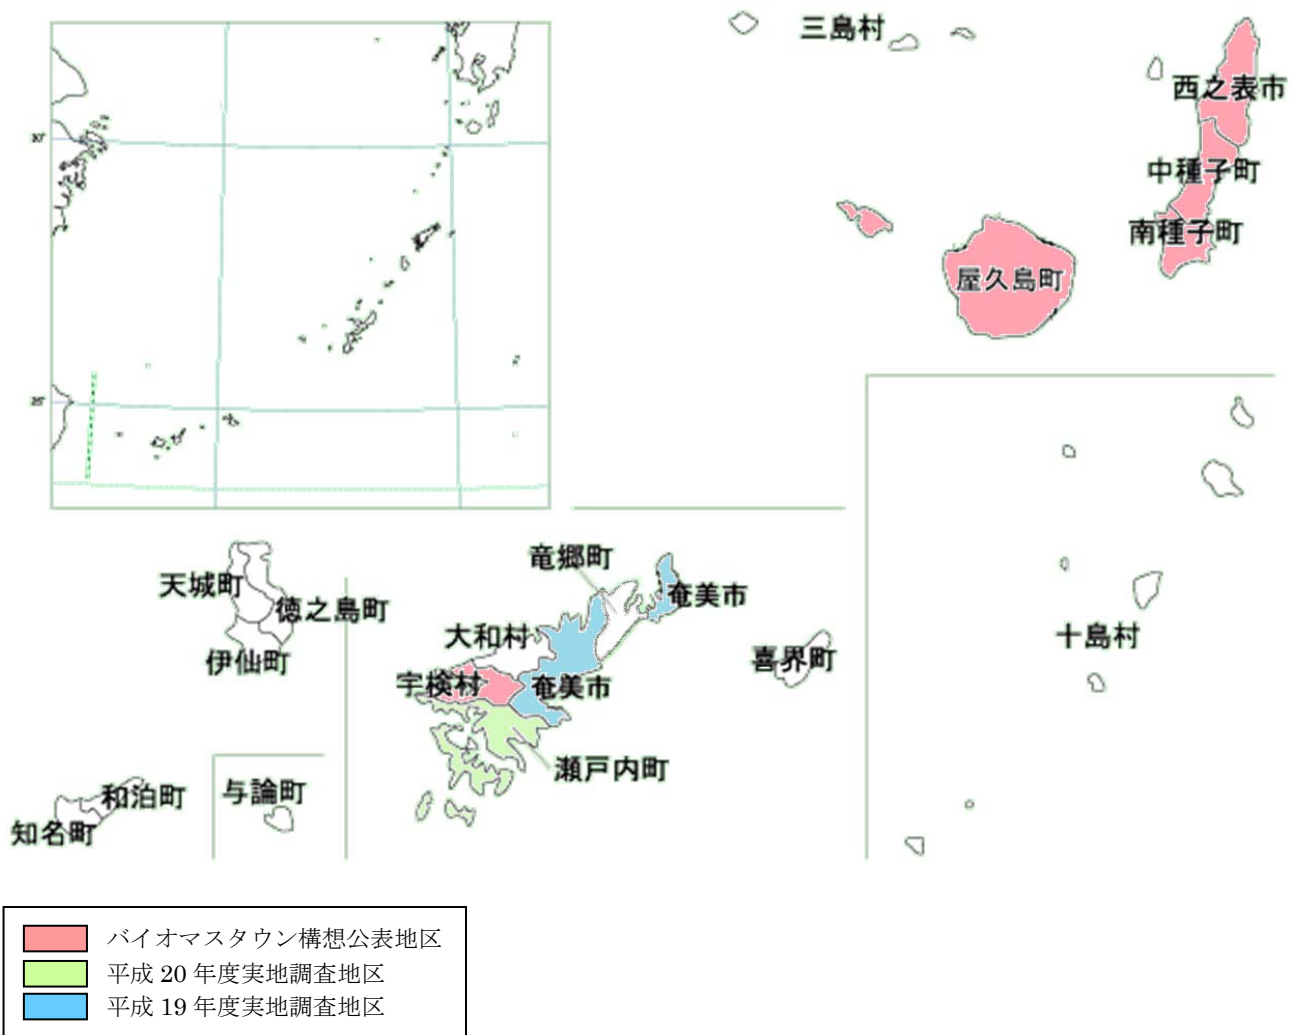 三島村
西之表市
中種子町
南種子町
屋久島町
30°
25°
竜郷町
奄美市
天城町
徳之島町
大和村
伊仙町
宇検村
奄美市
喜界町
十島村
瀬戸内町
和泊町
与論町
知名町
バイオマスタウン構想公表地区
平成 20 年度実地調査地区
平成 19 年度実地調査地区